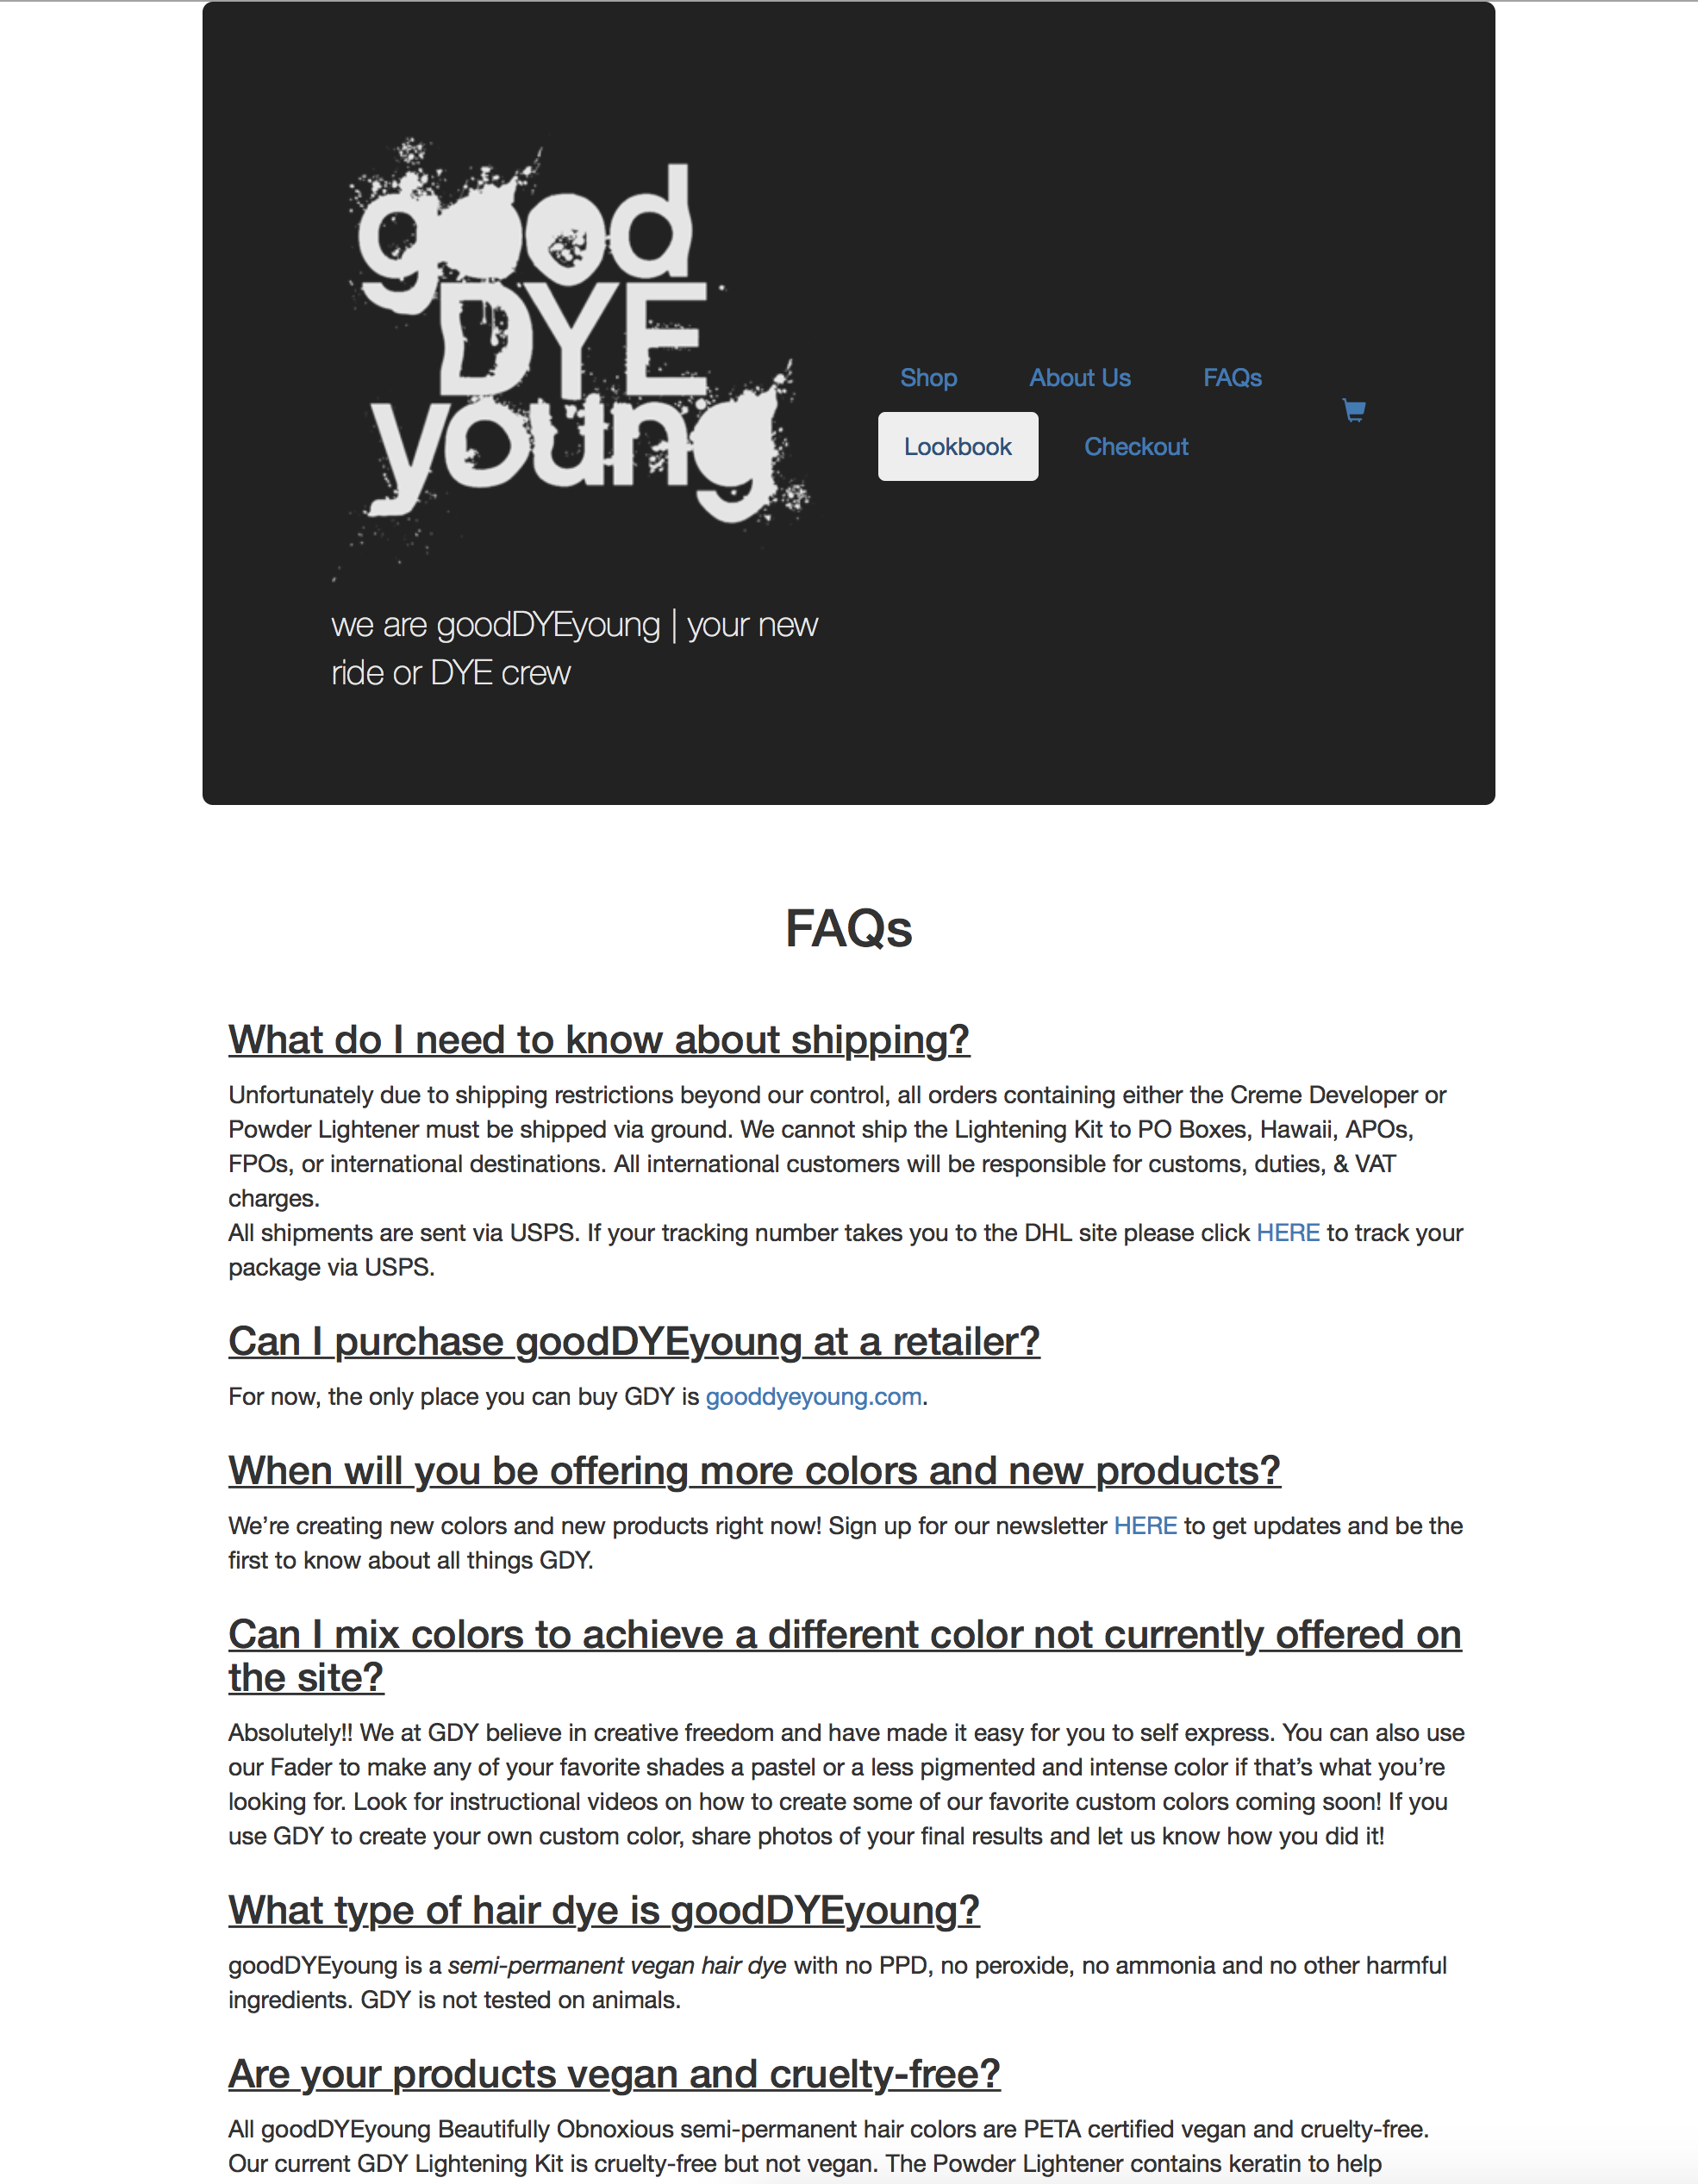 good
DYE
young
Shop About Us FAQs
Lookbook Checkout
we are goodDYEyoung | your new
ride or DYE crew
FAQs
What do I need to know about shipping?
Unfortunately due to shipping restrictions beyond our control, all orders containing either the Creme Developer or
Powder Lightener must be shipped via ground. We cannot ship the Lightening Kit to PO Boxes, Hawaii, APOs,
FPOs, or international destinations. All international customers will be responsible for customs, duties, & VAT
charges.
All shipments are sent via USPS. If your tracking number takes you to the DHL site please click HERE to track your
package via USPS.
Can I purchase goodDYEyoung at a retailer?
For now, the only place you can buy GDY is gooddyeyoung.com.
When will you be offering more colors and new products?
We’re creating new colors and new products right now! Sign up for our newsletter HERE to get updates and be the
first to know about all things GDY.
Can I mix colors to achieve a different color not currently offered on
the site?
Absolutely!! We at GDY believe in creative freedom and have made it easy for you to self express. You can also use
our Fader to make any of your favorite shades a pastel or a less pigmented and intense color if that’s what you’re
looking for. Look for instructional videos on how to create some of our favorite custom colors coming soon! If you
use GDY to create your own custom color, share photos of your final results and let us know how you did it!
What type of hair dye is goodDYEyoung?
goodDYEyoung is a semi-permanent vegan hair dye with no PPD, no peroxide, no ammonia and no other harmful
ingredients. GDY is not tested on animals.
Are your products vegan and cruelty-free?
All goodDYEyoung Beautifully Obnoxious semi-permanent hair colors are PETA certified vegan and cruelty-free.
Our current GDY Lightening Kit is cruelty-free but not vegan. The Powder Lightener contains keratin to help